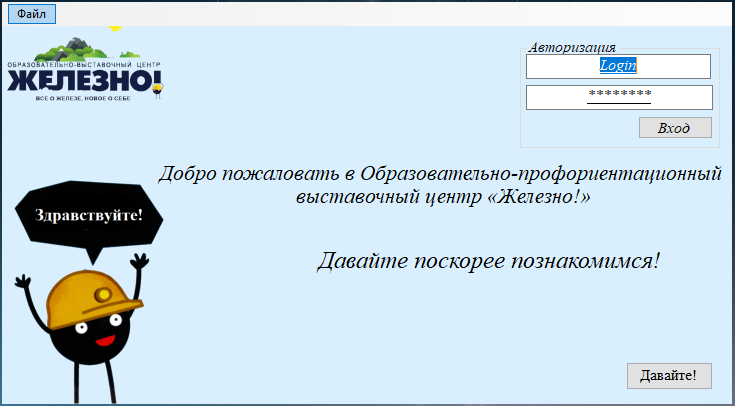 Файл
ОБРАЗОВАТЕЛЬНО-ВЫСТАВОЧНЫЙ ЦЕНТР
ЖЕЛЕЗНО!
ВСЕ О ЖЕЛЕЗЕ, НОВОЕ О СЕБЕ
Авторизация
Login
********
Вход
Добро пожаловать в Образовательно-профориентационный
выставочный центр «Железно!»
Здравствуйте!
Давайте поскорее познакомимся!
Давайте!